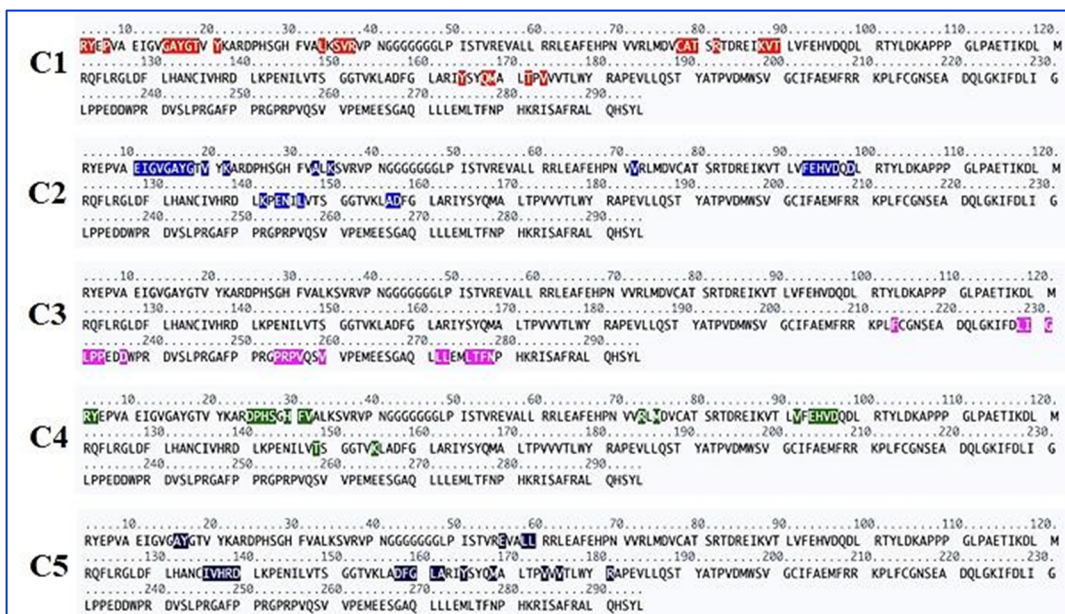 C1
.....10........20........30........40........50........60........70........80........90.......100.......110.......120.
RYEPVA EIGVGAYGTV YKARDPHSGH FVALKSVRVP NGGGGGGGLP ISTVREVALL RRLEAFEHPN VVRLMDVCAT SRTDREIKVT LVFEHVDQDL RTYLDKAPPP GLPAETIKDL M
.......130.......140.......150.......160.......170.......180.......190.......200.......210.......220.......230.
RQFLRGLDF LHANCIVHRD LKPENILVTS GGTVKLADFG LARIYSYQMA LTPVVVTLWY RAPEVLLQST YATPVDMWSV GCIFAEMFRR KPLFCGNSEA DQLGKIFDLI G
.......240.......250.......260.......270.......280.......290.....
LPPEDDWPR DVSLPRGAFP PRGPRPVQSV VPEMEESGAQ LLLEMLTFNP HKRISAFRAL QHSYL
C2
.....10........20........30........40........50........60........70........80........90.......100.......110.......120.
RYEPVA EIGVGAYGTV YKARDPHSGH FVALKSVRVP NGGGGGGGLP ISTVREVALL RRLEAFEHPN VVRLMDVCAT SRTDREIKVT LVFEHVDQDL RTYLDKAPPP GLPAETIKDL M
.......130.......140.......150.......160.......170.......180.......190.......200.......210.......220.......230.
RQFLRGLDF LHANCIVHRD LKPENILVTS GGTVKLADFG LARIYSYQMA LTPVVVTLWY RAPEVLLQST YATPVDMWSV GCIFAEMFRR KPLFCGNSEA DQLGKIFDLI G
.......240.......250.......260.......270.......280.......290.....
LPPEDDWPR DVSLPRGAFP PRGPRPVQSV VPEMEESGAQ LLLEMLTFNP HKRISAFRAL QHSYL
C3
.....10........20........30........40........50........60........70........80........90.......100.......110.......120.
RYEPVA EIGVGAYGTV YKARDPHSGH FVALKSVRVP NGGGGGGGLP ISTVREVALL RRLEAFEHPN VVRLMDVCAT SRTDREIKVT LVFEHVDQDL RTYLDKAPPP GLPAETIKDL M
.......130.......140.......150.......160.......170.......180.......190.......200.......210.......220.......230.
RQFLRGLDF LHANCIVHRD LKPENILVTS GGTVKLADFG LARIYSYQMA LTPVVVTLWY RAPEVLLQST YATPVDMWSV GCIFAEMFRR KPLFCGNSEA DQLGKIFDLI G
.......240.......250.......260.......270.......280.......290.....
LPPEDDWPR DVSLPRGAFP PRGPRPVQSV VPEMEESGAQ LLLEMLTFNP HKRISAFRAL QHSYL
C4
.....10........20........30........40........50........60........70........80........90.......100.......110.......120.
RYEPVA EIGVGAYGTV YKARDPHSGH FVALKSVRVP NGGGGGGGLP ISTVREVALL RRLEAFEHPN VVRLMDVCAT SRTDREIKVT LVFEHVDQDL RTYLDKAPPP GLPAETIKDL M
.......130.......140.......150.......160.......170.......180.......190.......200.......210.......220.......230.
RQFLRGLDF LHANCIVHRD LKPENILVTS GGTVKLADFG LARIYSYQMA LTPVVVTLWY RAPEVLLQST YATPVDMWSV GCIFAEMFRR KPLFCGNSEA DQLGKIFDLI G
.......240.......250.......260.......270.......280.......290.....
LPPEDDWPR DVSLPRGAFP PRGPRPVQSV VPEMEESGAQ LLLEMLTFNP HKRISAFRAL QHSYL
C5
.....10........20........30........40........50........60........70........80........90.......100.......110.......120.
RYEPVA EIGVGAYGTV YKARDPHSGH FVALKSVRVP NGGGGGGGLP ISTVREVALL RRLEAFEHPN VVRLMDVCAT SRTDREIKVT LVFEHVDQDL RTYLDKAPPP GLPAETIKDL M
.......130.......140.......150.......160.......170.......180.......190.......200.......210.......220.......230.
RQFLRGLDF LHANCIVHRD LKPENILVTS GGTVKLADFG LARIYSYQMA LTPVVVTLWY RAPEVLLQST YATPVDMWSV GCIFAEMFRR KPLFCGNSEA DQLGKIFDLI G
.......240.......250.......260.......270.......280.......290.....
LPPEDDWPR DVSLPRGAFP PRGPRPVQSV VPEMEESGAQ LLLEMLTFNP HKRISAFRAL QHSYL